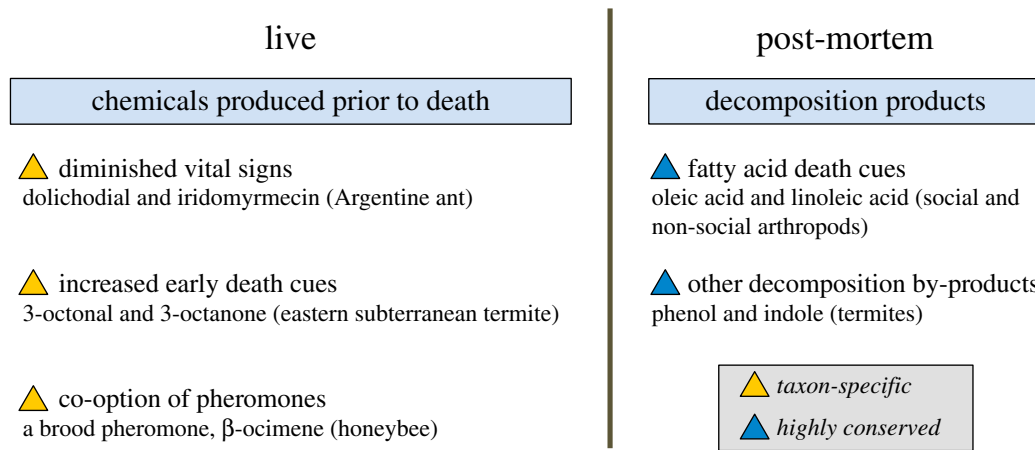 live
chemicals produced prior to death
diminished vital signs
dolichodial and iridomyrmecin (Argentine ant)
increased early death cues
3-octonal and 3-octanone (eastern subterranean termite)
co-option of pheromones
a brood pheromone, β-ocimene (honeybee)
post-mortem
decomposition products
fatty acid death cues
oleic acid and linoleic acid (social and
non-social arthropods)
other decomposition by-products
phenol and indole (termites)
taxon-specific
highly conserved